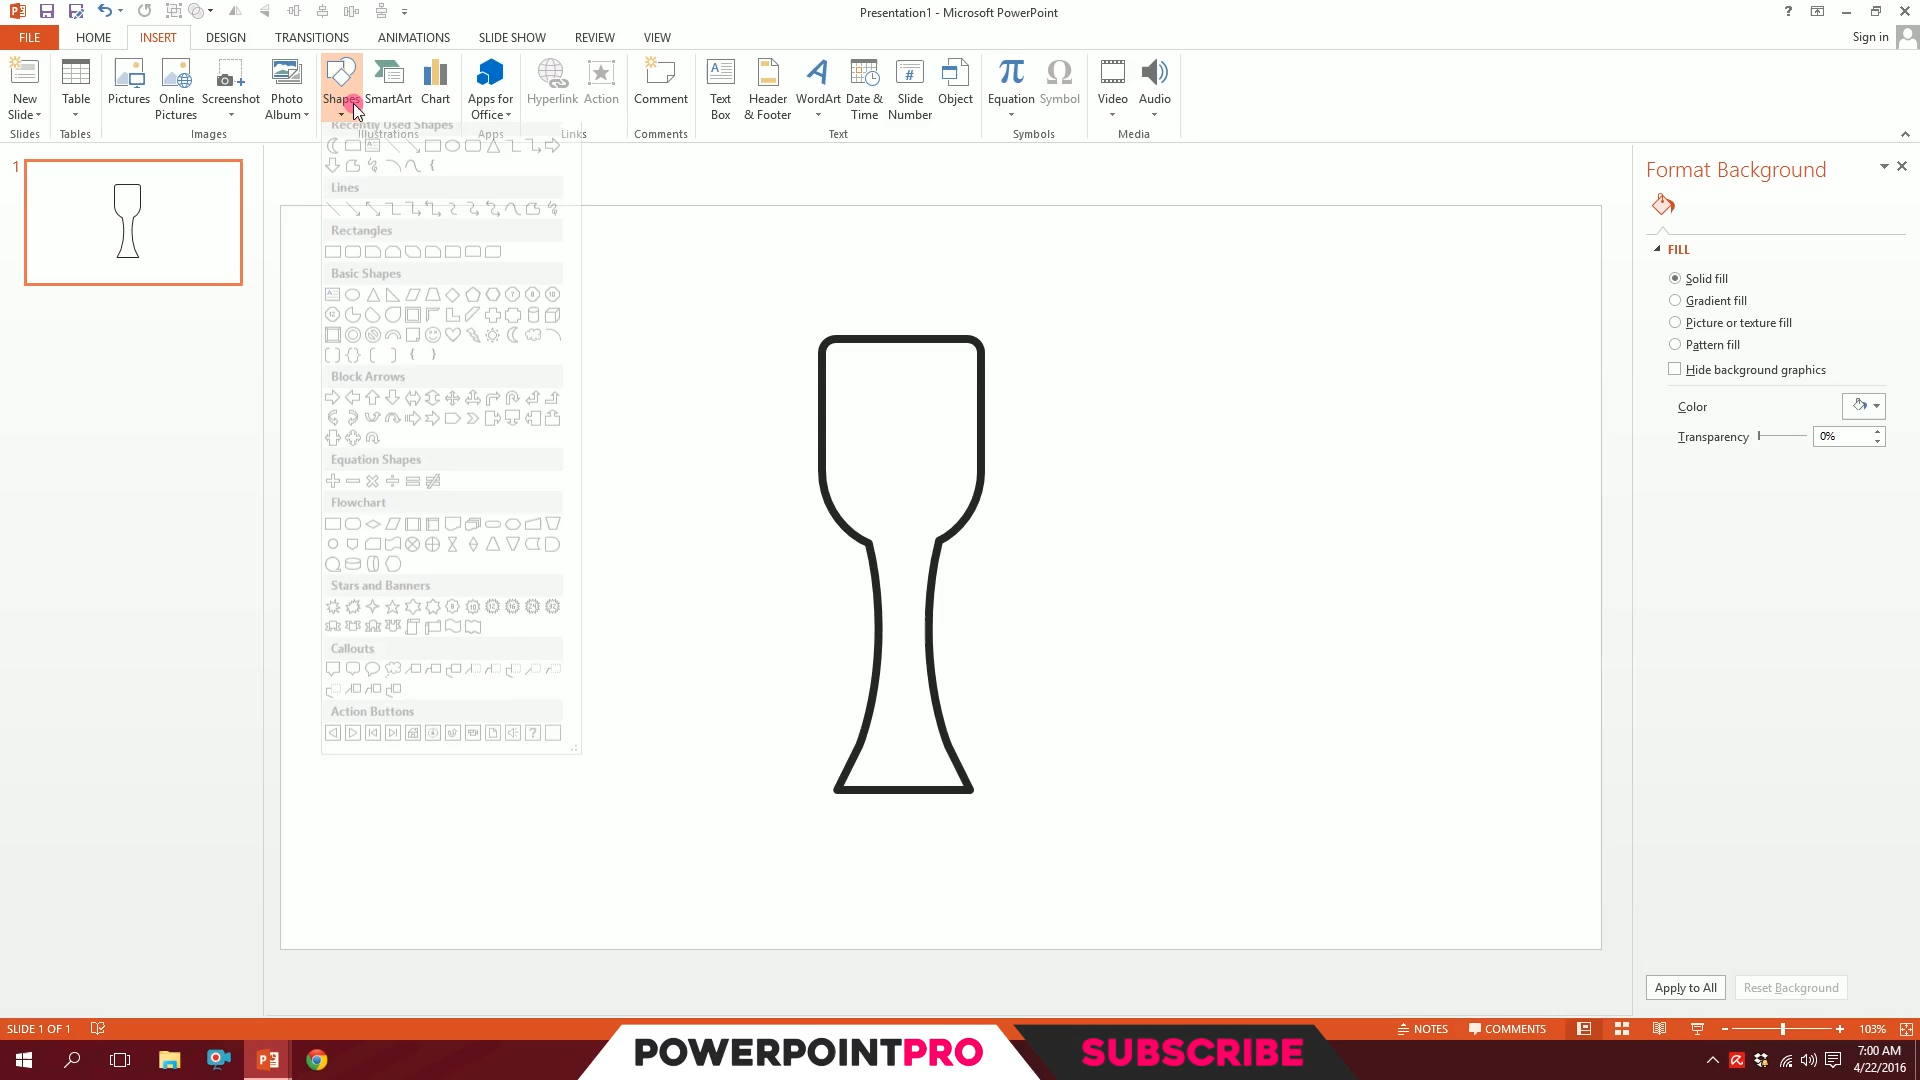 Presentation1 - Microsoft PowerPoint
FILE HOME INSERT DESIGN TRANSITIONS ANIMATIONS SLIDE SHOW REVIEW VIEW
Sign in
New Slide
Table
Pictures
Online Pictures
Screenshot
Photo Album
Shapes
SmartArt
Chart
Apps for Office
Hyperlink
Action
Comment
Text Box
Header & Footer
WordArt
Date & Time
Slide Number
Object
Equation
Symbol
Video
Audio
Slides Tables Images Illustrations Apps Links Comments Text Symbols Media
1
Recently Used Shapes
Lines
Rectangles
Basic Shapes
Block Arrows
Equation Shapes
Flowchart
Stars and Banners
Callouts
Action Buttons
Format Background
FILL
Solid fill
Gradient fill
Picture or texture fill
Pattern fill
Hide background graphics
Color
Transparency 0%
Apply to All Reset Background
SLIDE 1 OF 1
NOTES COMMENTS 103%
POWERPOINTPRO SUBSCRIBE
7:00 AM
4/22/2016